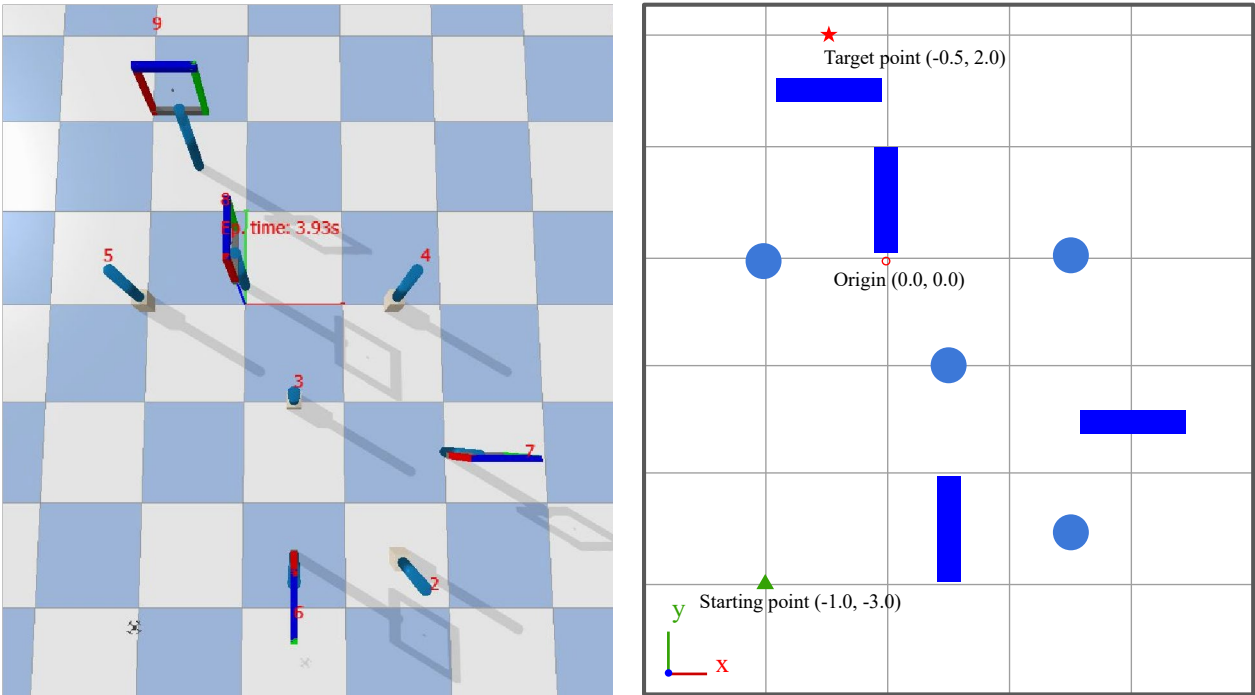 9
8
Ep. time: 3.93s
5
4
3
7
2
6
Target point (-0.5, 2.0)
Origin (0.0, 0.0)
Starting point (-1.0, -3.0)
y
x